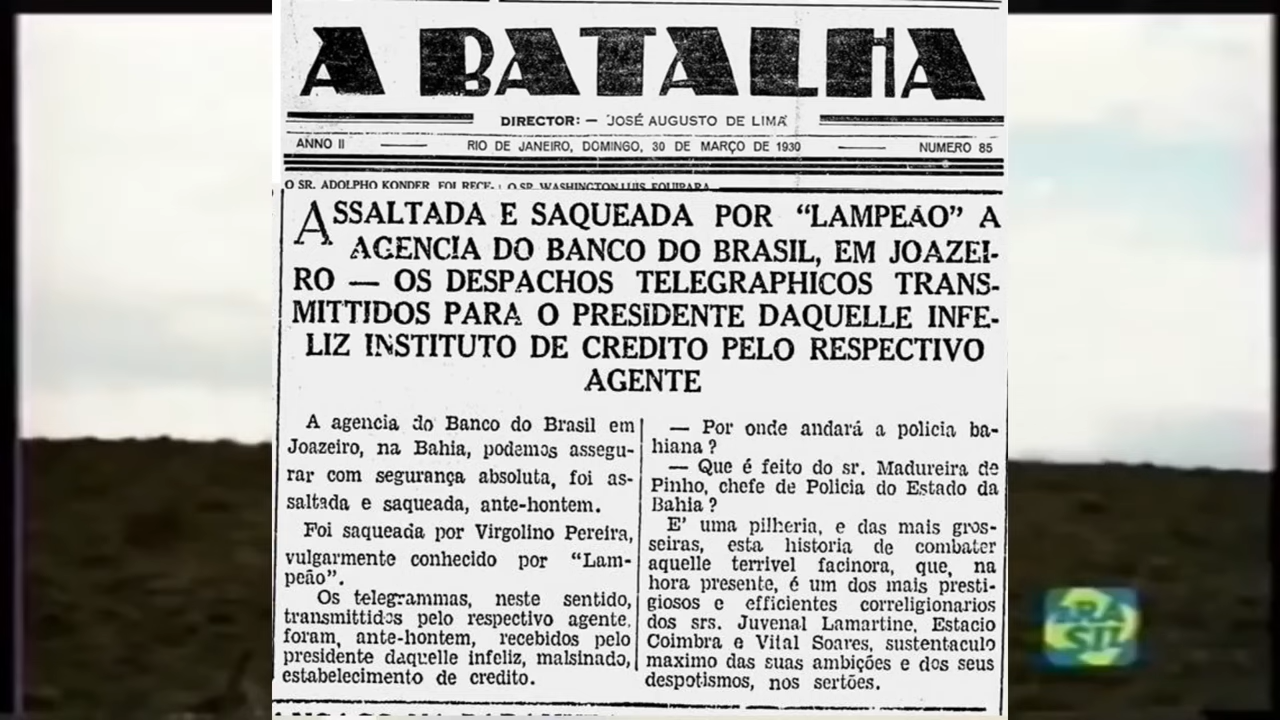 A BATALHA
DIRECTOR: — JOSÉ AUGUSTO DE LIMA
ANNO II — RIO DE JANEIRO, DOMINGO, 30 DE MARÇO DE 1930 — NUMERO 85
O SR. ADOLPHO KONDER FOI RECE- | O SR. WASHINGTON LUIS EQUIPARA
ASSALTADA E SAQUEADA POR “LAMPEÃO” A
AGENCIA DO BANCO DO BRASIL, EM JOAZEI-
RO — OS DESPACHOS TELEGRAPHICOS TRANS-
MITTIDOS PARA O PRESIDENTE DAQUELLE INFE-
LIZ INSTITUTO DE CREDITO PELO RESPECTIVO
AGENTE
A agencia do Banco do Brasil em
Joazeiro, na Bahia, podemos assegu-
rar com segurança absoluta, foi as-
saltada e saqueada, ante-hontem.
Foi saqueada por Virgolino Pereira,
vulgarmente conhecido por “Lam-
peão”.
Os telegrammas, neste sentido,
transmittidos pelo respectivo agente,
foram, ante-hontem, recebidos pelo
presidente daquelle infeliz, malsinado,
estabelecimento de credito.
— Por onde andará a policia ba-
hiana?
— Que é feito do sr. Madureira de
Pinho, chefe de Policia do Estado da
Bahia?
E' uma pilheria, e das mais gros-
seiras, esta historia de combater
aquelle terrivel facinora, que, na
hora presente, é um dos mais presti-
giosos e efficientes correligionarios
dos srs. Juvenal Lamartine, Estacio
Coimbra e Vital Soares, sustentaculo
maximo das suas ambições e dos seus
despotismos, nos sertões.
BRA
SIL